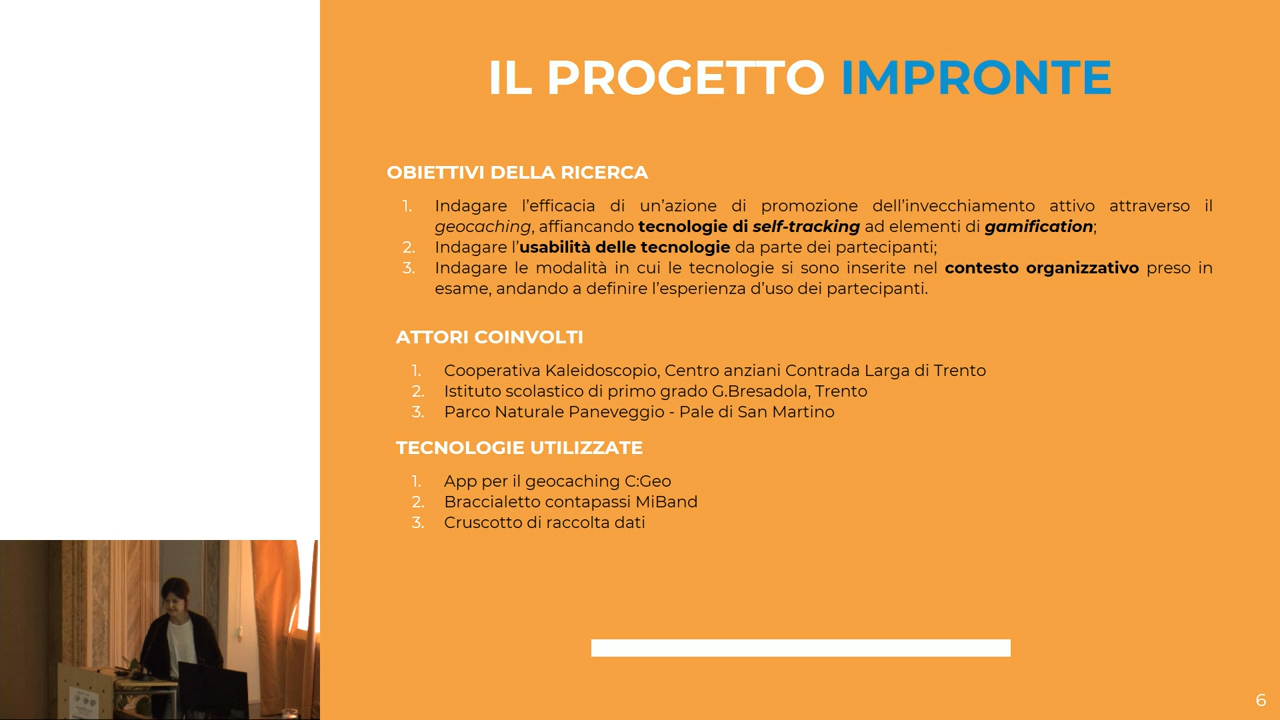 IL PROGETTO IMPRONTE
OBIETTIVI DELLA RICERCA
1. Indagare l'efficacia di un'azione di promozione dell'invecchiamento attivo attraverso il
geocaching, affiancando tecnologie di self-tracking ad elementi di gamification;
2. Indagare l'usabilità delle tecnologie da parte dei partecipanti;
3. Indagare le modalità in cui le tecnologie si sono inserite nel contesto organizzativo preso in
esame, andando a definire l'esperienza d'uso dei partecipanti.
ATTORI COINVOLTI
1. Cooperativa Kaleidoscopio, Centro anziani Contrada Larga di Trento
2. Istituto scolastico di primo grado G.Bresadola, Trento
3. Parco Naturale Paneveggio - Pale di San Martino
TECNOLOGIE UTILIZZATE
1. App per il geocaching C:Geo
2. Braccialetto contapassi MiBand
3. Cruscotto di raccolta dati
6